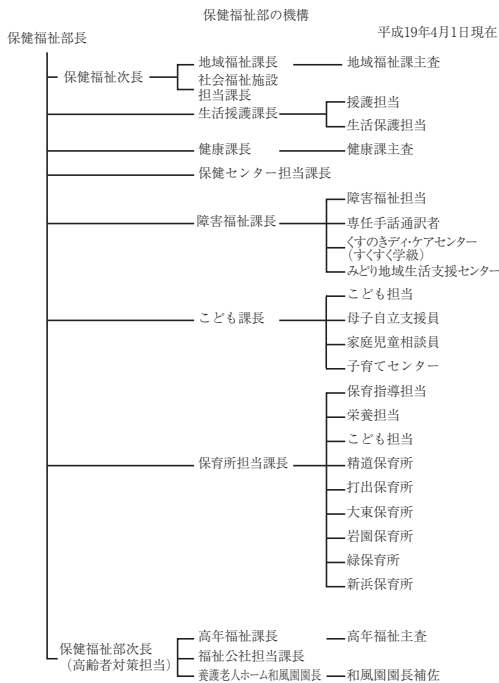 保健福祉部の機構
平成19年4月1日現在
保健福祉部長
保健福祉次長
地域福祉課長
地域福祉課主査
社会福祉施設
担当課長
生活援護課長
援護担当
生活保護担当
健康課長
健康課主査
保健センター担当課長
障害福祉課長
障害福祉担当
専任手話通訳者
くすのきディ・ケアセンター
(すくすく学級)
みどり地域生活支援センター
こども課長
こども担当
母子自立支援員
家庭児童相談員
子育てセンター
保育所担当課長
保育指導担当
栄養担当
こども担当
精道保育所
打出保育所
大東保育所
岩園保育所
緑保育所
新浜保育所
保健福祉部次長
(高齢者対策担当)
高年福祉課長
高年福祉主査
福祉公社担当課長
養護老人ホーム和風園園長
和風園園長補佐